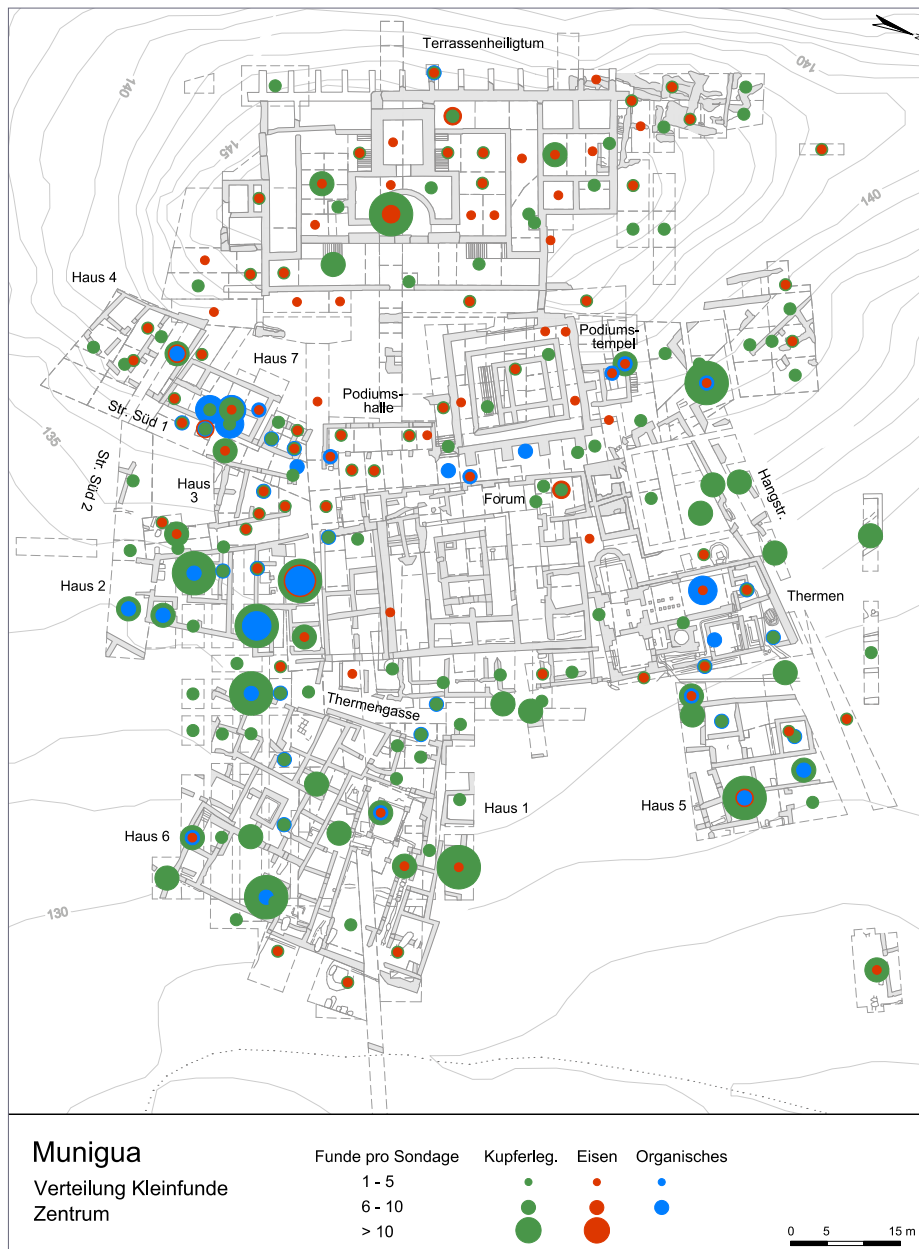 Terrassenheiligtum
140
140
145
140
Haus 4
Haus 7
Podiums-
tempel
Podiums-
halle
Str. Süd 1
135
Str. Süd 2
Haus
3
Forum
Hangstr.
Haus 2
Thermen
Thermengasse
Haus 1
Haus 5
Haus 6
130
Munigua
Verteilung Kleinfunde
Zentrum
Funde pro Sondage Kupferleg. Eisen Organisches
1 - 5
6 - 10
> 10
0 5 15 m